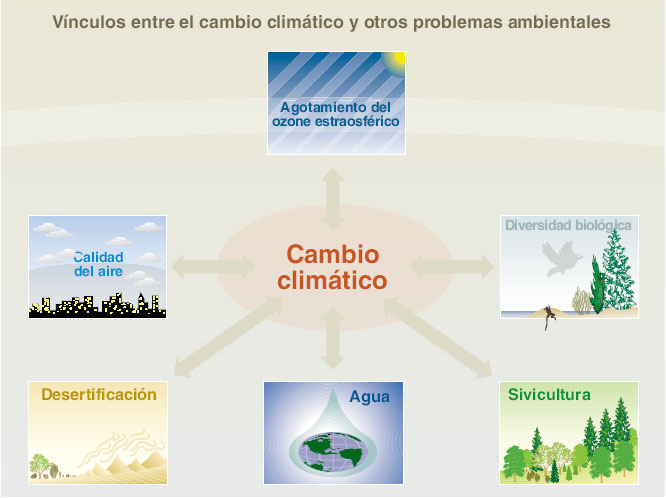 Vínculos entre el cambio climático y otros problemas ambientales
Agotamiento del
ozone estraosférico
Calidad
del aire
Diversidad biológica
Cambio
climático
Desertificación
Agua
Sivicultura